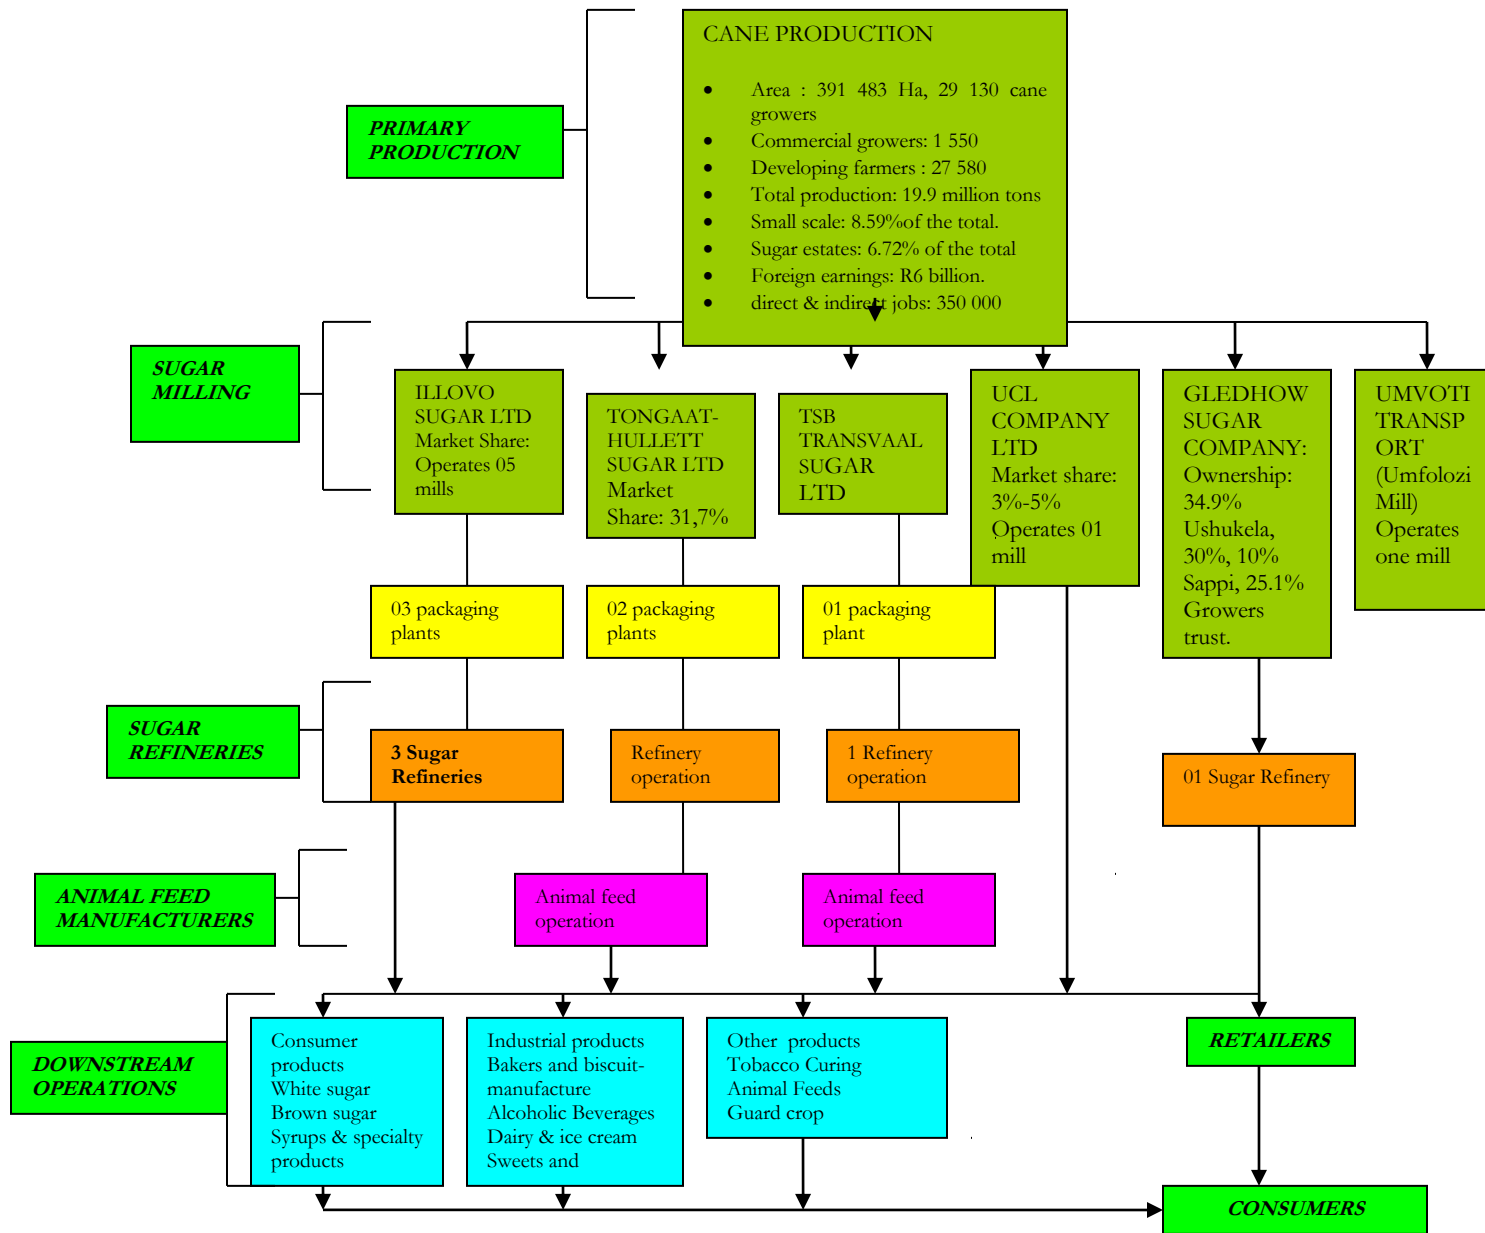 CANE PRODUCTION
• Area : 391 483 Ha, 29 130 cane
growers
• Commercial growers: 1 550
• Developing farmers : 27 580
• Total production: 19.9 million tons
• Small scale: 8.59%of the total.
• Sugar estates: 6.72% of the total
• Foreign earnings: R6 billion.
• direct & indirect jobs: 350 000
PRIMARY
PRODUCTION
SUGAR
MILLING
ILLOVO
SUGAR LTD
Market Share:
Operates 05
mills
TONGAAT-
HULLETT
SUGAR LTD
Market
Share: 31,7%
TSB
TRANSVAAL
SUGAR
LTD
UCL
COMPANY
LTD
Market share:
3%-5%
Operates 01
mill
GLEDHOW
SUGAR
COMPANY:
Ownership:
34.9%
Ushukela,
30%, 10%
Sappi, 25.1%
Growers
trust.
UMVOTI
TRANSP
ORT
(Umfolozi
Mill)
Operates
one mill
03 packaging
plants
02 packaging
plants
01 packaging
plant
SUGAR
REFINERIES
3 Sugar
Refineries
Refinery
operation
1 Refinery
operation
01 Sugar Refinery
ANIMAL FEED
MANUFACTURERS
Animal feed
operation
Animal feed
operation
DOWNSTREAM
OPERATIONS
Consumer
products
White sugar
Brown sugar
Syrups & specialty
products
Industrial products
Bakers and biscuit-
manufacture
Alcoholic Beverages
Dairy & ice cream
Sweets and
Other products
Tobacco Curing
Animal Feeds
Guard crop
RETAILERS
CONSUMERS